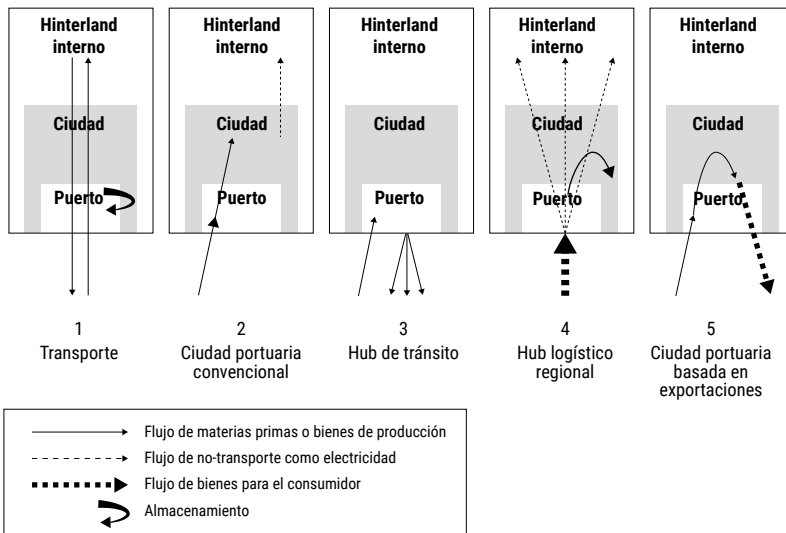 Hinterland
interno
Ciudad
Puerto
Hinterland
interno
Ciudad
Puerto
Hinterland
interno
Ciudad
Puerto
Hinterland
interno
Ciudad
Puerto
Hinterland
interno
Ciudad
Puerto
1
Transporte
2
Ciudad portuaria
convencional
3
Hub de tránsito
4
Hub logístico
regional
5
Ciudad portuaria
basada en
exportaciones
Flujo de materias primas o bienes de producción
Flujo de no-transporte como electricidad
Flujo de bienes para el consumidor
Almacenamiento